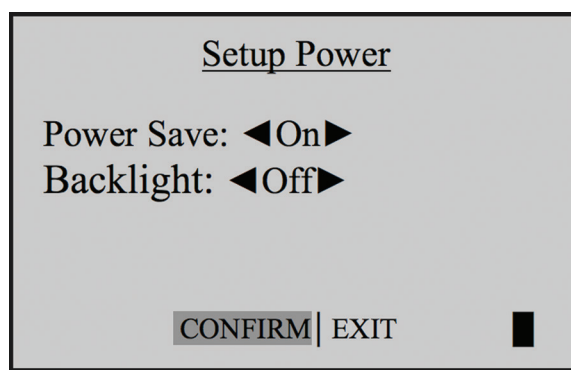 Setup Power
Power Save: ◀On▶
Backlight: ◀Off▶
CONFIRM| EXIT